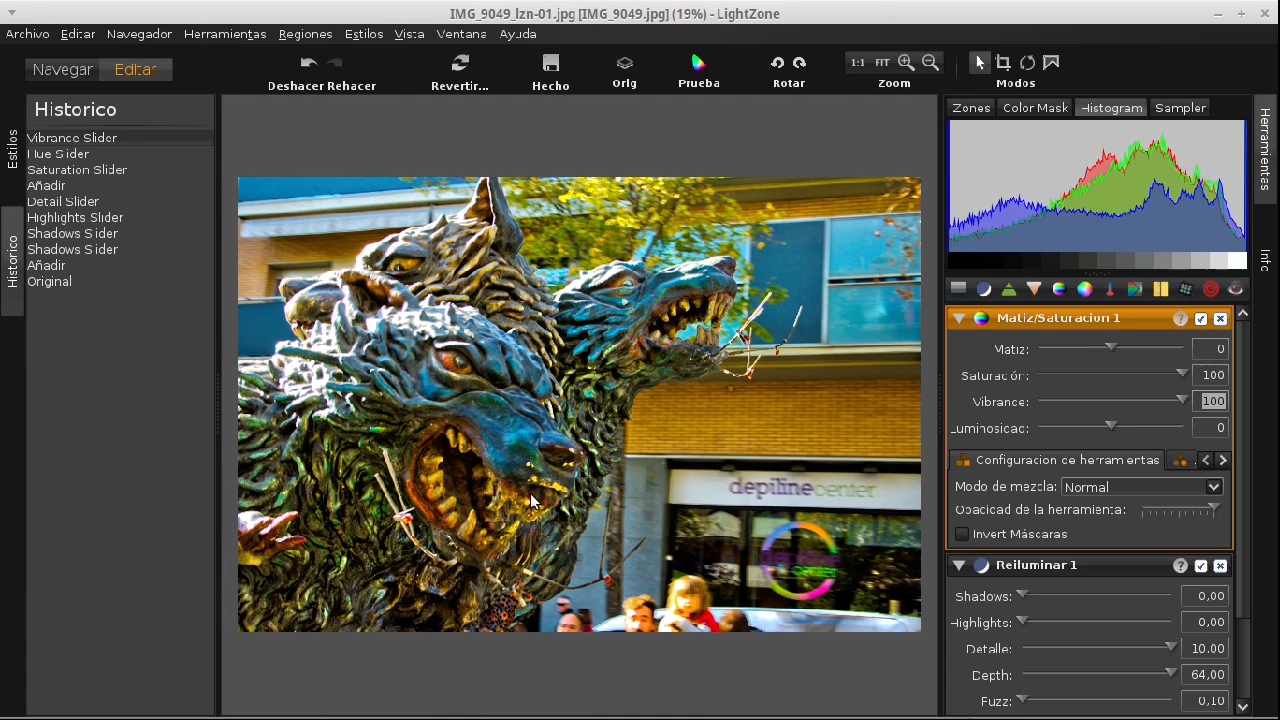 IMG_9049_lzn-01.jpg [IMG_9049.jpg] (19%) - LightZone
Archivo Editar Navegador Herramientas Regiones Estilos Vista Ventana Ayuda
Navegar Editar
Deshacer Rehacer Revertir... Hecho Orig Prueba Rotar 1:1 FIT Zoom Modos
Estilos
Historico
Historico
Vibrance Slider
Hue Slider
Saturation Slider
Añadir
Detail Slider
Highlights Slider
Shadows Slider
Shadows Slider
Añadir
Original
depilinecenter
Zones Color Mask Histogram Sampler
Herramientas
Info
Matiz/Saturacion 1 ?
Matiz: 0
Saturación: 100
Vibrance: 100
Luminosidad: 0
Configuracion de herramientas
Modo de mezcla: Normal
Opacidad de la herramienta:
Invert Máscaras
Reiluminar 1 ?
Shadows: 0,00
Highlights: 0,00
Detalle: 10,00
Depth: 64,00
Fuzz: 0,10